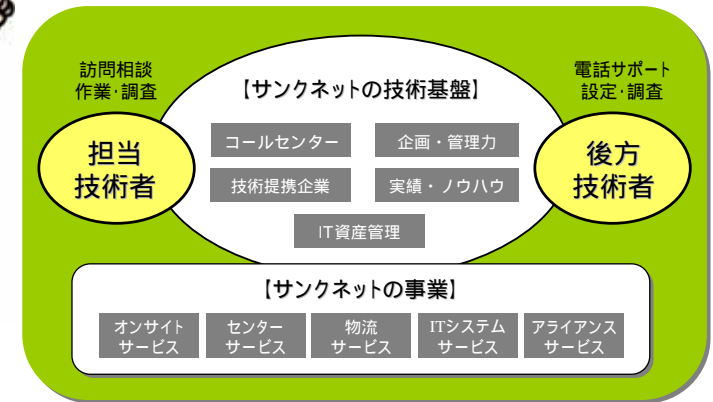 訪問相談
作業･調査
担当
技術者
【サンクネットの技術基盤】
コールセンター
企画・管理力
技術提携企業
実績・ノウハウ
IT資産管理
電話サポート
設定･調査
後方
技術者
【サンクネットの事業】
オンサイト
サービス
センター
サービス
物流
サービス
ITシステム
サービス
アライアンス
サービス